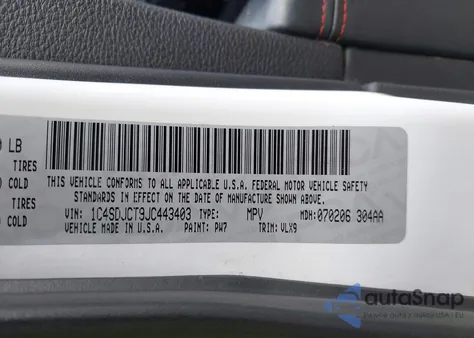 LB
TIRES
COLD
TIRES
COLD
THIS VEHICLE CONFORMS TO ALL APPLICABLE U.S.A. FEDERAL MOTOR VEHICLE SAFETY
STANDARDS IN EFFECT ON THE DATE OF MANUFACTURE SHOWN ABOVE.
VIN: 1C4SDJCT9JC443403 TYPE: MPV MDH: 070206 304AA
VEHICLE MADE IN U.S.A. PAINT: PW7 TRIM: VLX9
autoSnap